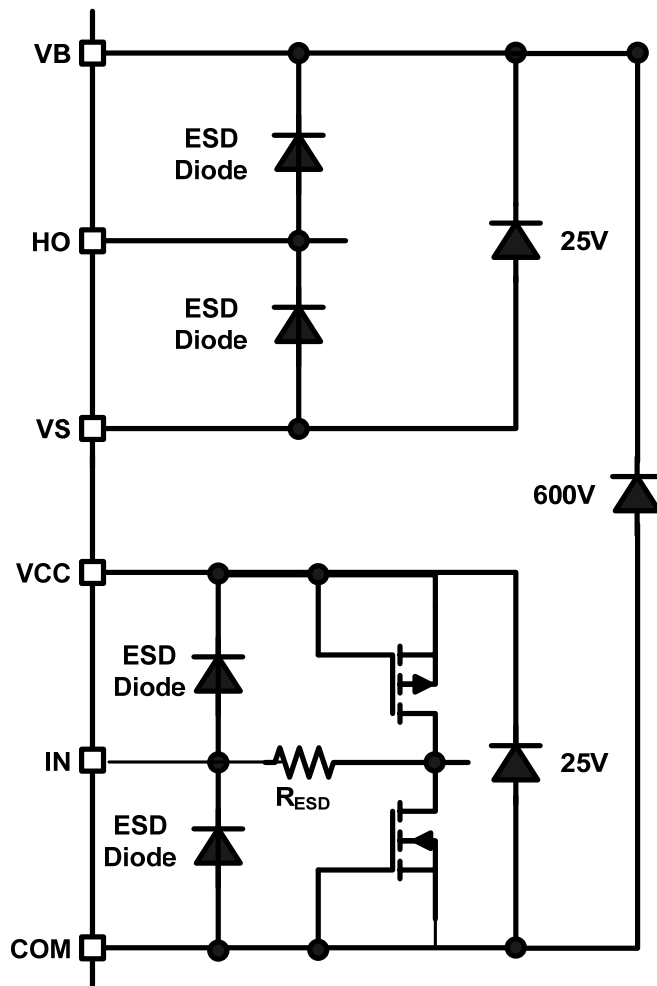 VB
ESD
Diode
HO
25V
ESD
Diode
VS
600V
VCC
ESD
Diode
IN
25V
RESD
ESD
Diode
COM